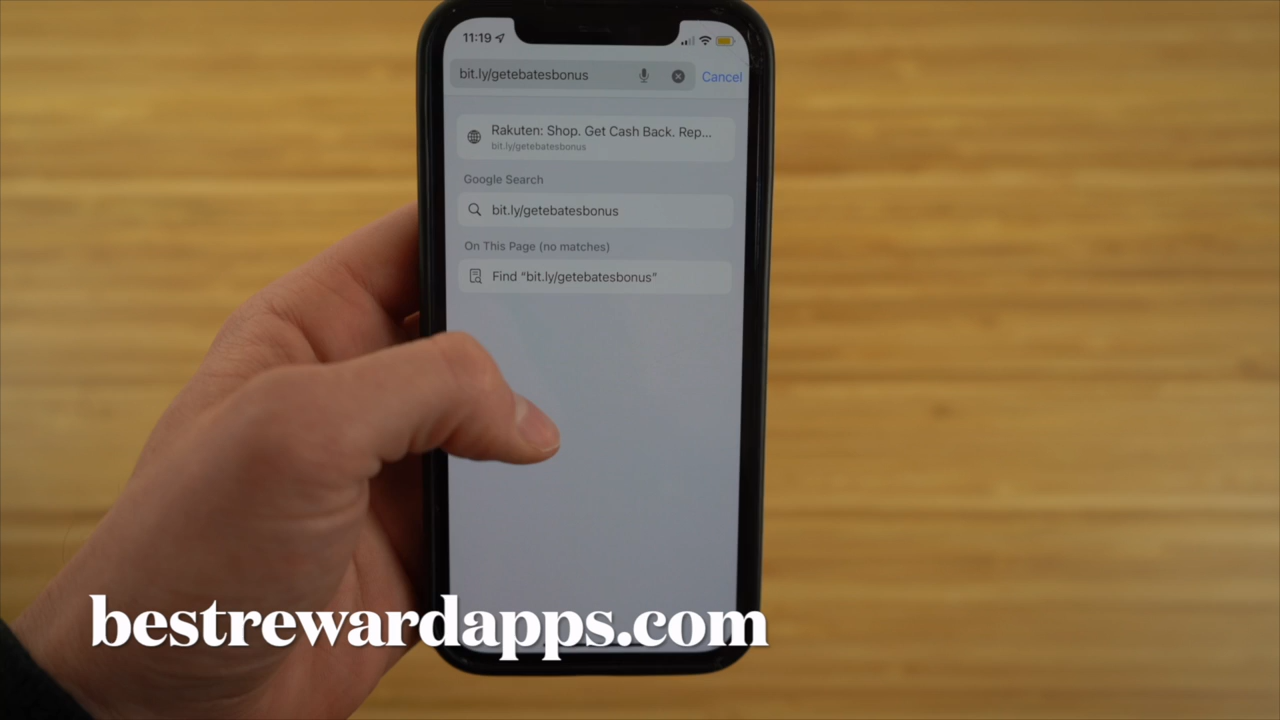 11:19
bit.ly/getebatesbonus
Cancel
Rakuten: Shop. Get Cash Back. Rep...
bit.ly/getebatesbonus
Google Search
bit.ly/getebatesbonus
On This Page (no matches)
Find “bit.ly/getebatesbonus”
bestrewardapps.com